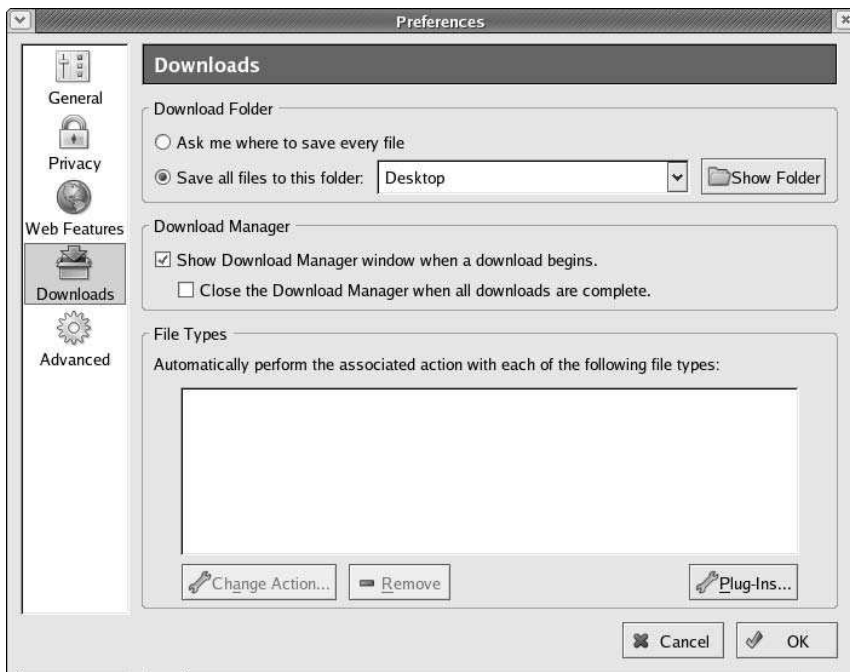 Preferences
General
Privacy
Web Features
Downloads
Advanced
Downloads
Download Folder
Ask me where to save every file
Save all files to this folder: Desktop Show Folder
Download Manager
Show Download Manager window when a download begins.
Close the Download Manager when all downloads are complete.
File Types
Automatically perform the associated action with each of the following file types:
Change Action... Remove Plug-Ins...
Cancel OK